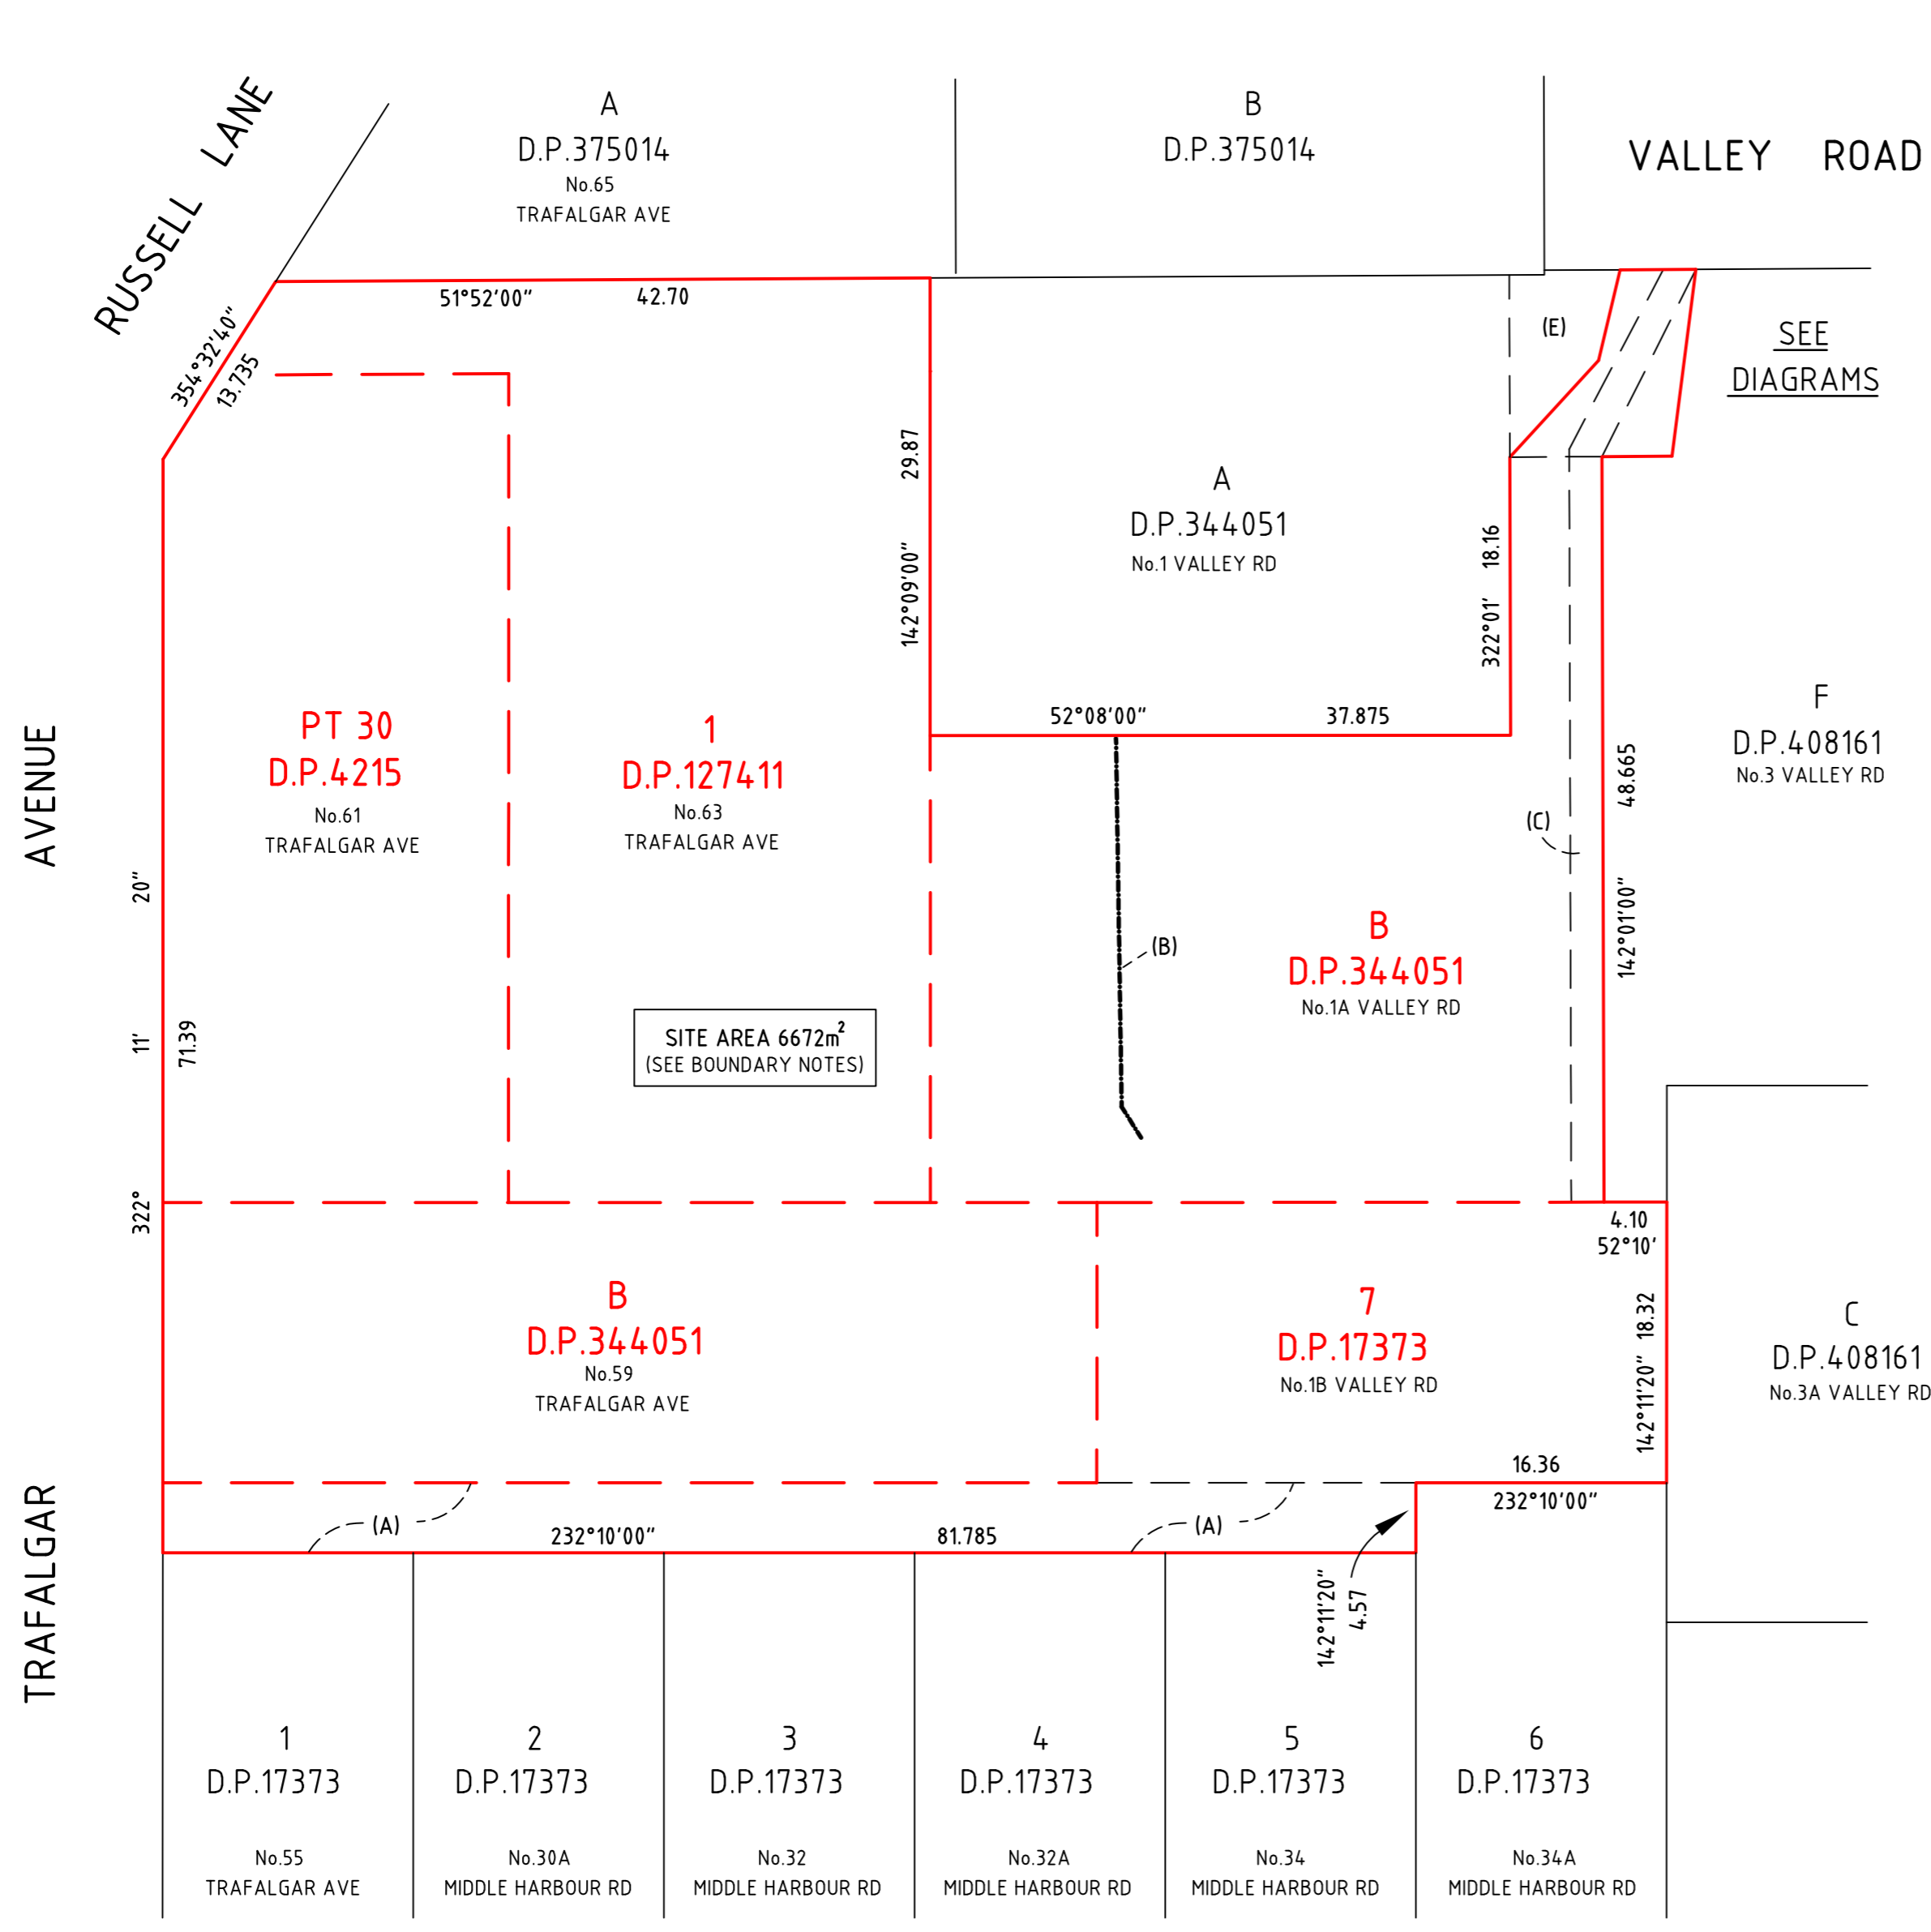 RUSSELL LANE
A
D.P.375014
No.65
TRAFALGAR AVE
B
D.P.375014
VALLEY ROAD
51°52'00"
42.70
354°32'40"
13.735
(E)
SEE
DIAGRAMS
29.87
142°09'00"
A
D.P.344051
No.1 VALLEY RD
18.16
322°01'
52°08'00"
37.875
PT 30
D.P.4215
No.61
TRAFALGAR AVE
1
D.P.127411
No.63
TRAFALGAR AVE
F
D.P.408161
No.3 VALLEY RD
48.665
142°01'00"
(C)
(B)
B
D.P.344051
No.1A VALLEY RD
TRAFALGAR AVENUE
322° 11' 20"
71.39
SITE AREA 6672m²
(SEE BOUNDARY NOTES)
4.10
52°10'
B
D.P.344051
No.59
TRAFALGAR AVE
7
D.P.17373
No.1B VALLEY RD
142°11'20" 18.32
C
D.P.408161
No.3A VALLEY RD
16.36
232°10'00"
(A)
(A)
232°10'00"
81.785
142°11'20"
4.57
1
D.P.17373
No.55
TRAFALGAR AVE
2
D.P.17373
No.30A
MIDDLE HARBOUR RD
3
D.P.17373
No.32
MIDDLE HARBOUR RD
4
D.P.17373
No.32A
MIDDLE HARBOUR RD
5
D.P.17373
No.34
MIDDLE HARBOUR RD
6
D.P.17373
No.34A
MIDDLE HARBOUR RD